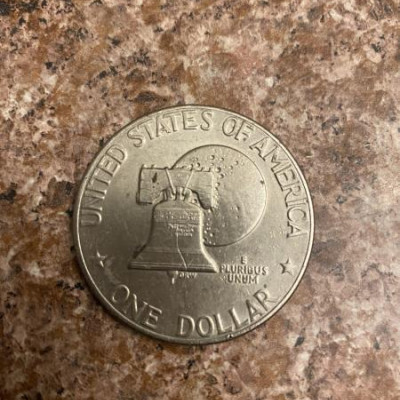 UNITED STATES OF AMERICA
E
PLURIBUS
UNUM
ONE DOLLAR